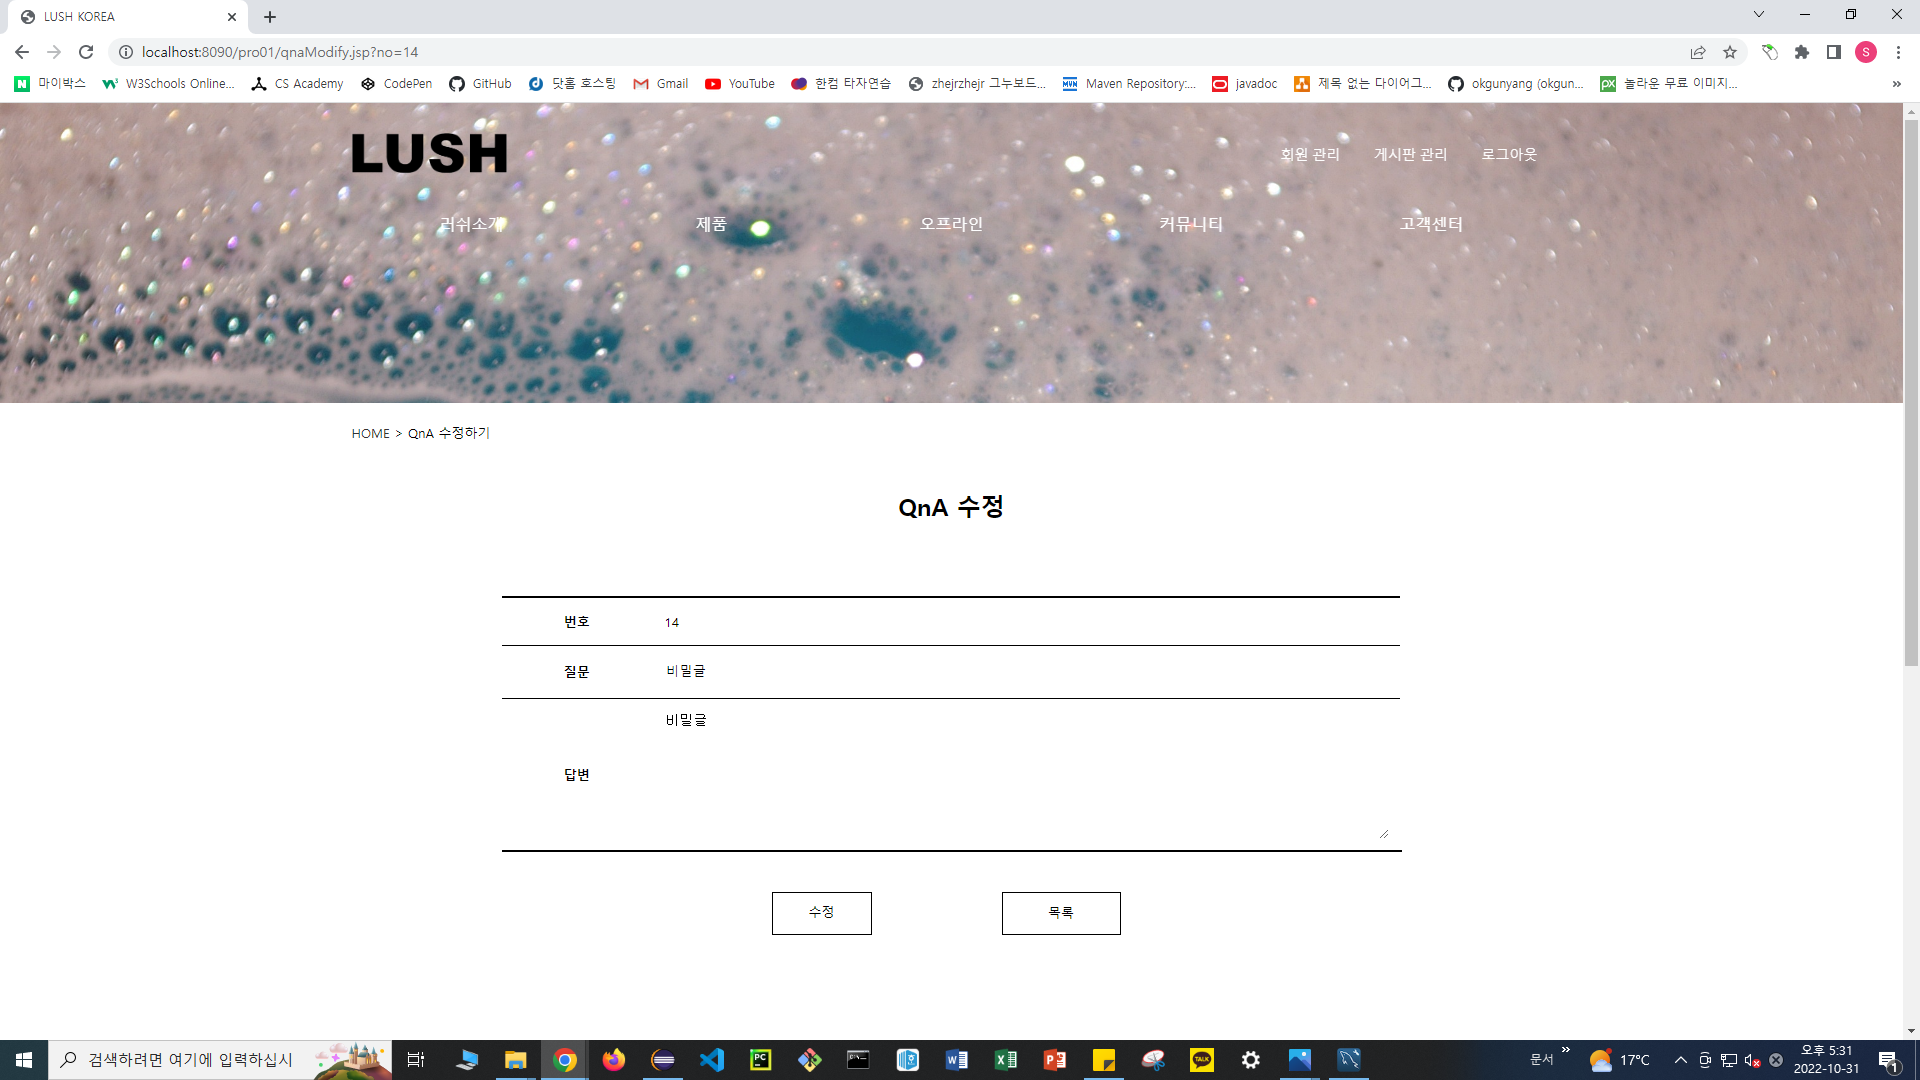 LUSH KOREA
localhost:8090/pro01/qnaModify.jsp?no=14
S
마이박스 W3Schools Online... CS Academy CodePen GitHub 닷홈 호스팅 Gmail YouTube 한컴 타자연습 zhejrzhejr 그누보드... Maven Repository:... javadoc 제목 없는 다이어그... okgunyang (okgun... 놀라운 무료 이미지... »
LUSH
회원 관리 게시판 관리 로그아웃
러쉬소개 제품 오프라인 커뮤니티 고객센터
HOME > QnA 수정하기
QnA 수정
번호 14
질문 비밀글
비밀글
답변
수정 목록
검색하려면 여기에 입력하십시
문서 » 17°C
오후 5:31
2022-10-31
1